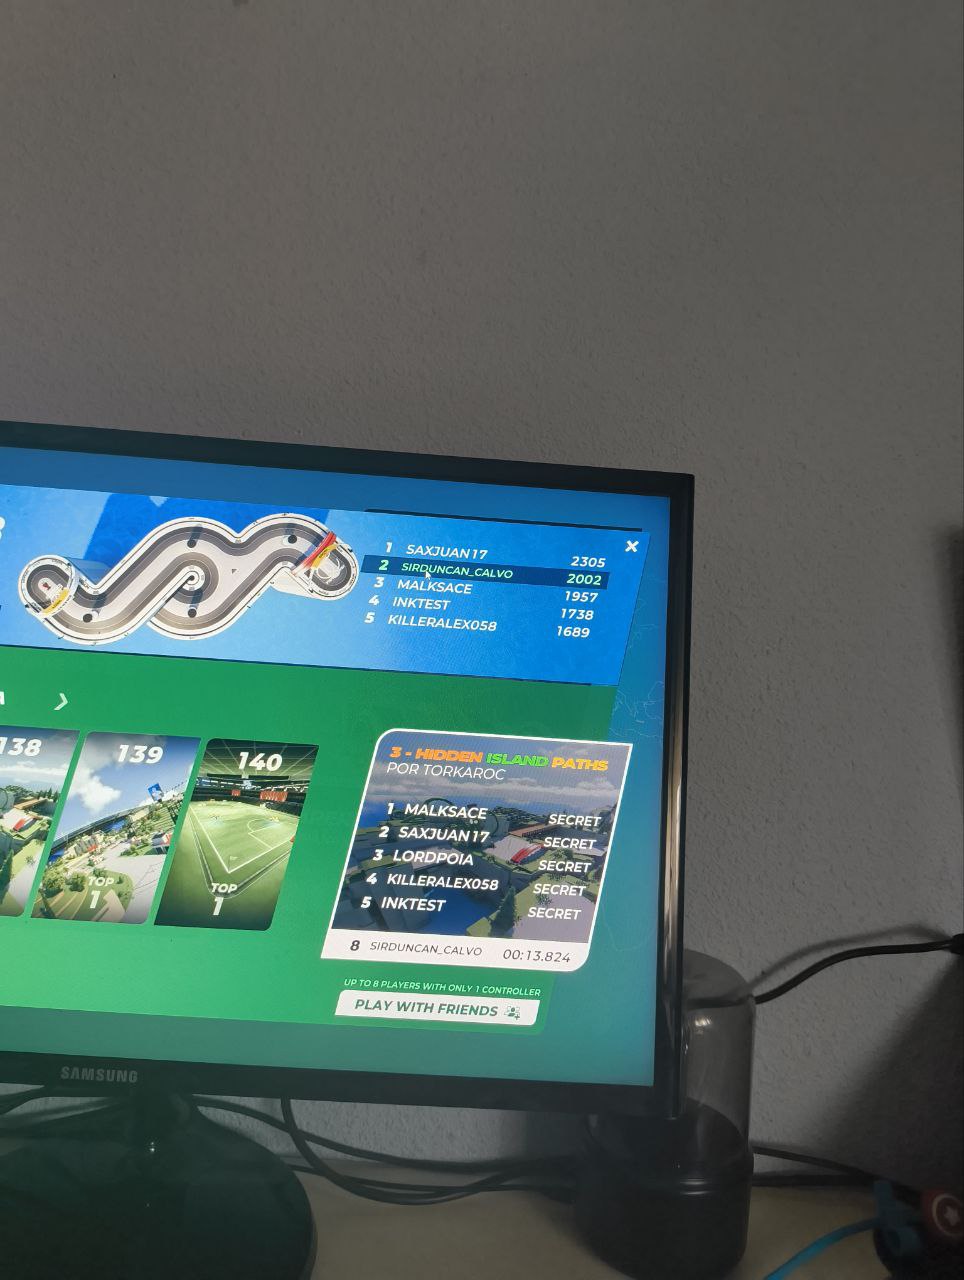 1 SAXJUAN17 2305
2 SIRDUNCAN_CALVO 2002
3 MALKSACE 1957
4 INKTEST 1738
5 KILLERALEX058 1689
138
139
TOP
1
140
TOP
1
3 - HIDDEN ISLAND PATHS
POR TORKAROC
1 MALKSACE SECRET
2 SAXJUAN17 SECRET
3 LORDPOIA SECRET
4 KILLERALEX058 SECRET
5 INKTEST SECRET
8 SIRDUNCAN_CALVO 00:13.824
UP TO 8 PLAYERS WITH ONLY 1 CONTROLLER
PLAY WITH FRIENDS
SAMSUNG